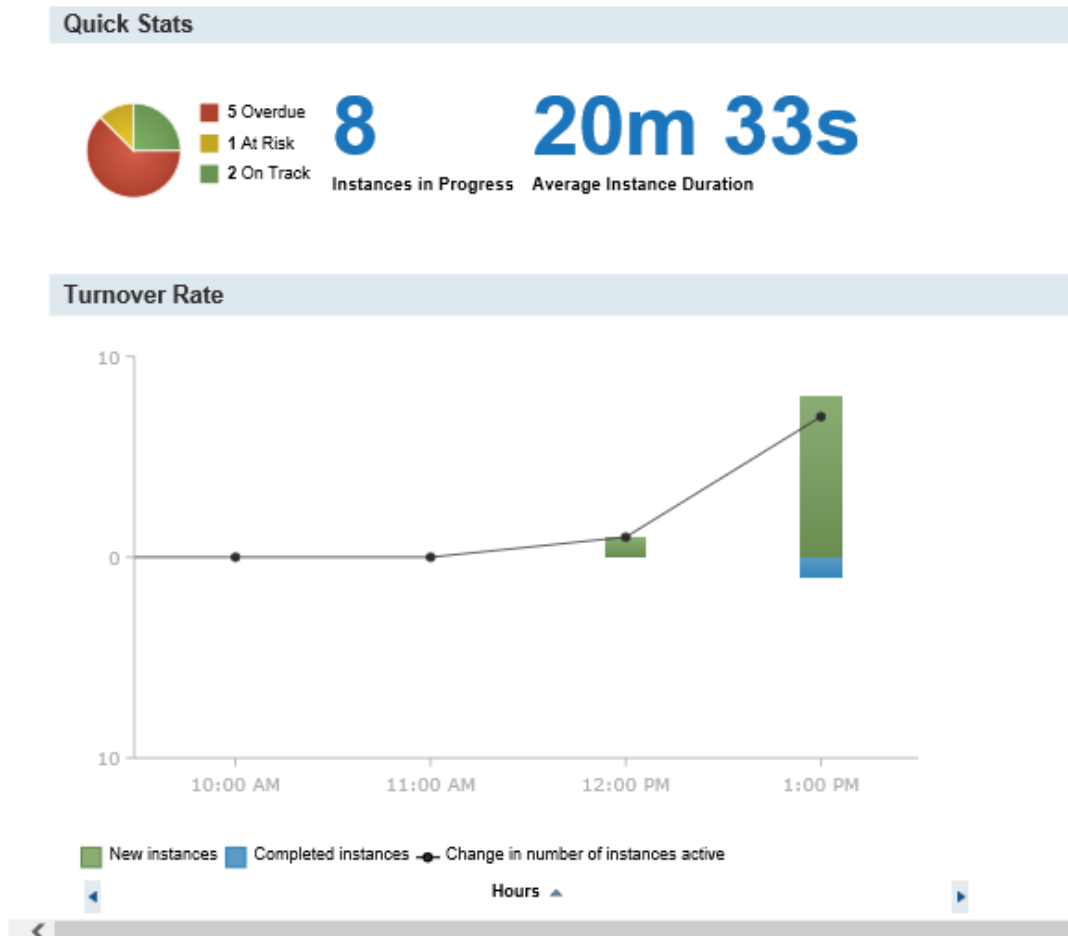 Quick Stats
5 Overdue
1 At Risk
2 On Track
8
Instances in Progress
20m 33s
Average Instance Duration
Turnover Rate
10
0
10
10:00 AM 11:00 AM 12:00 PM 1:00 PM
New instances Completed instances Change in number of instances active
Hours